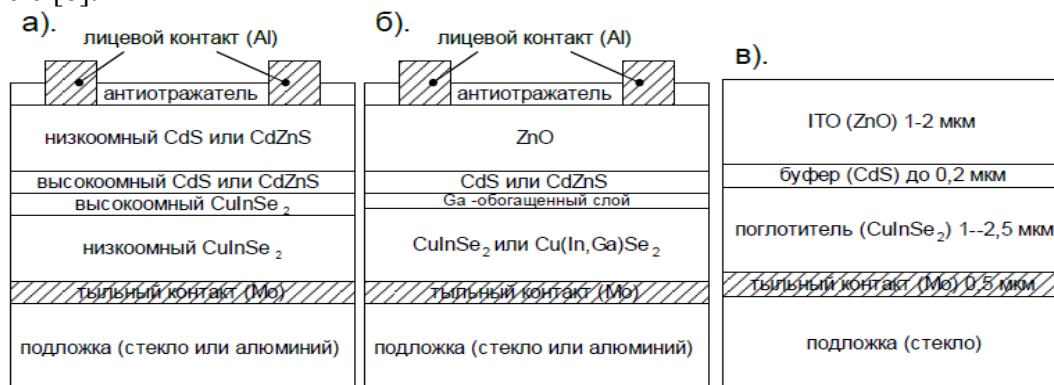 а).
лицевой контакт (Al)
антиотражатель
низкоомный CdS или CdZnS
высокоомный CdS или CdZnS
высокоомный CuInSe2
низкоомный CuInSe2
тыльный контакт (Mo)
подложка (стекло или алюминий)
б).
лицевой контакт (Al)
антиотражатель
ZnO
CdS или CdZnS
Ga -обогащенный слой
CuInSe2 или Cu(In,Ga)Se2
тыльный контакт (Mo)
подложка (стекло или алюминий)
в).
ITO (ZnO) 1-2 мкм
буфер (CdS) до 0,2 мкм
поглотитель (CuInSe2) 1--2,5 мкм
тыльный контакт (Mo) 0,5 мкм
подложка (стекло)